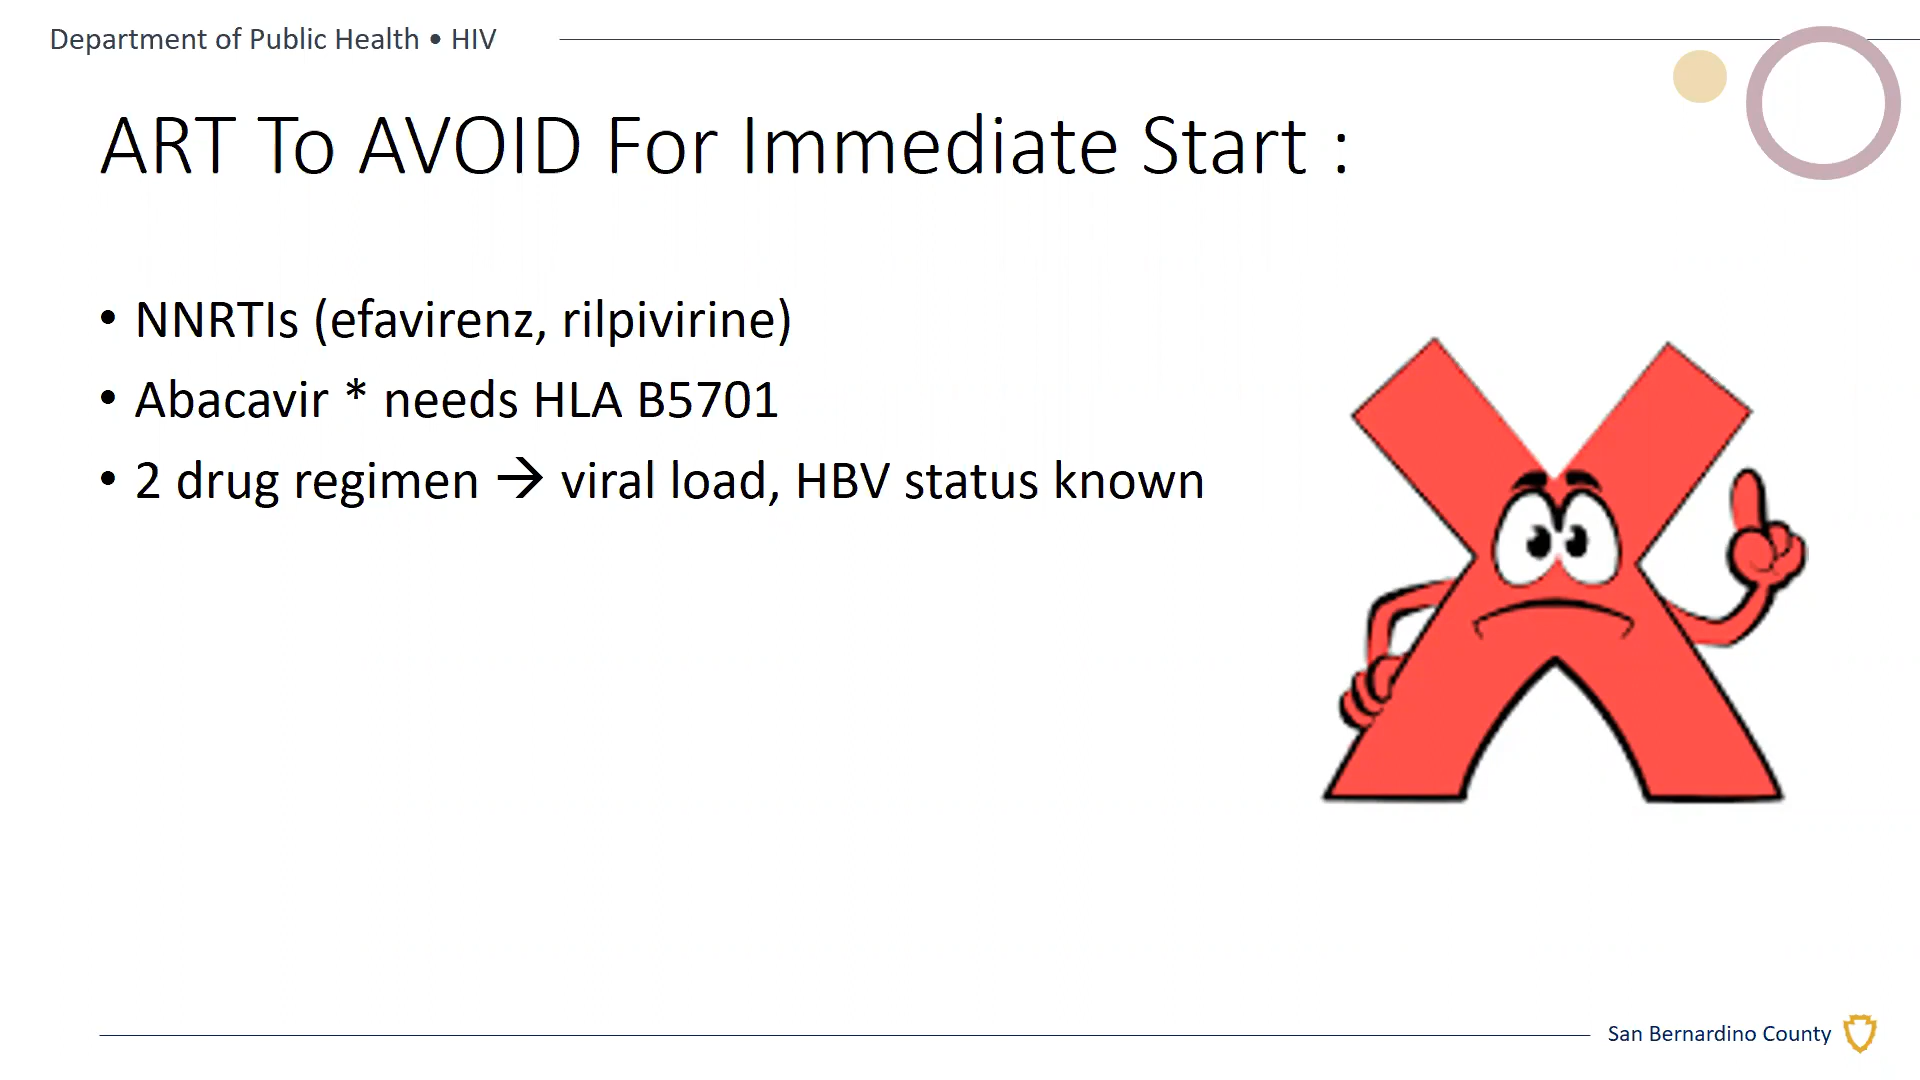 Department of Public Health • HIV
ART To AVOID For Immediate Start :
• NNRTIs (efavirenz, rilpivirine)
• Abacavir * needs HLA B5701
• 2 drug regimen → viral load, HBV status known
San Bernardino County